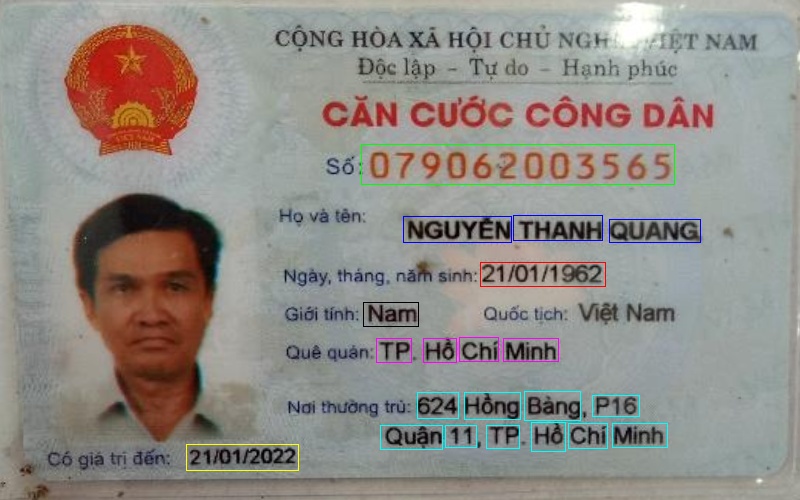 CỘNG HÒA XÃ HỘI CHỦ NGHĨA VIỆT NAM
Độc lập - Tự do - Hạnh phúc
CĂN CƯỚC CÔNG DÂN
Số: 079062003565
Họ và tên:
NGUYỄN THANH QUANG
Ngày, tháng, năm sinh: 21/01/1962
Giới tính: Nam Quốc tịch: Việt Nam
Quê quán: TP. Hồ Chí Minh
Nơi thường trú: 624 Hồng Bàng, P16
Quận 11, TP. Hồ Chí Minh
Có giá trị đến: 21/01/2022